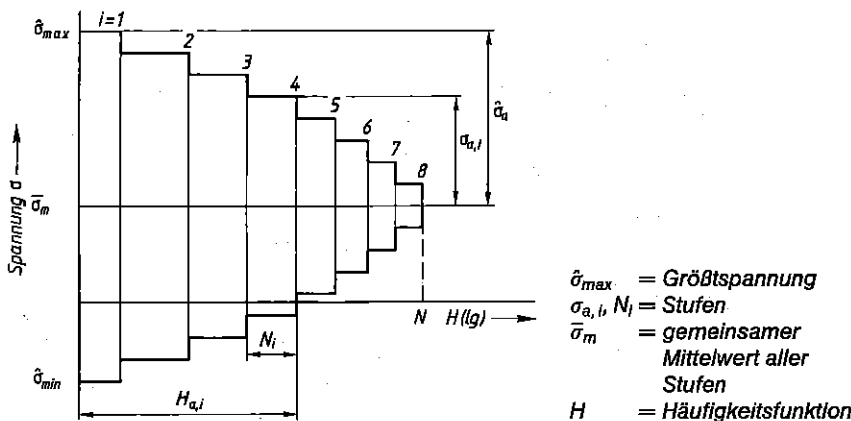 σ̂max
i=1
2
3
4
5
6
7
8
σ̂a
σa,i
Spannung σ
σ̄m
σ̂min
N H(lg)
Ni
Ha,i
σ̂max = Größtspannung
σa, i, Ni = Stufen
σ̄m = gemeinsamer
Mittelwert aller
Stufen
H = Häufigkeitsfunktion